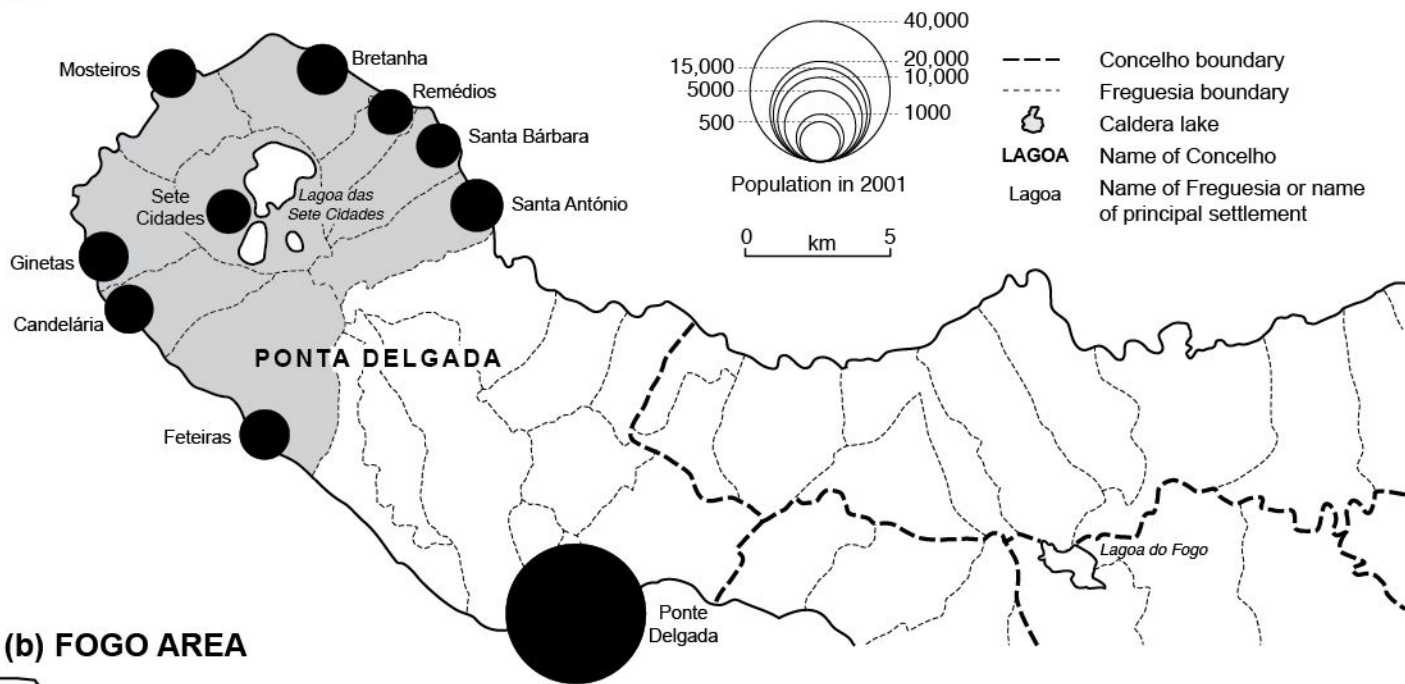 40,000
20,000
15,000
10,000
5000
1000
500
Population in 2001
0 5
km
Concelho boundary
Freguesia boundary
Caldera lake
LAGOA Name of Concelho
Lagoa Name of Freguesia or name
of principal settlement
Mosteiros
Bretanha
Remédios
Santa Bárbara
Sete
Cidades
Lagoa das
Sete Cidades
Santa António
Ginetas
Candelária
PONTA DELGADA
Feteiras
Lagoa do Fogo
Ponte
Delgada
(b) FOGO AREA